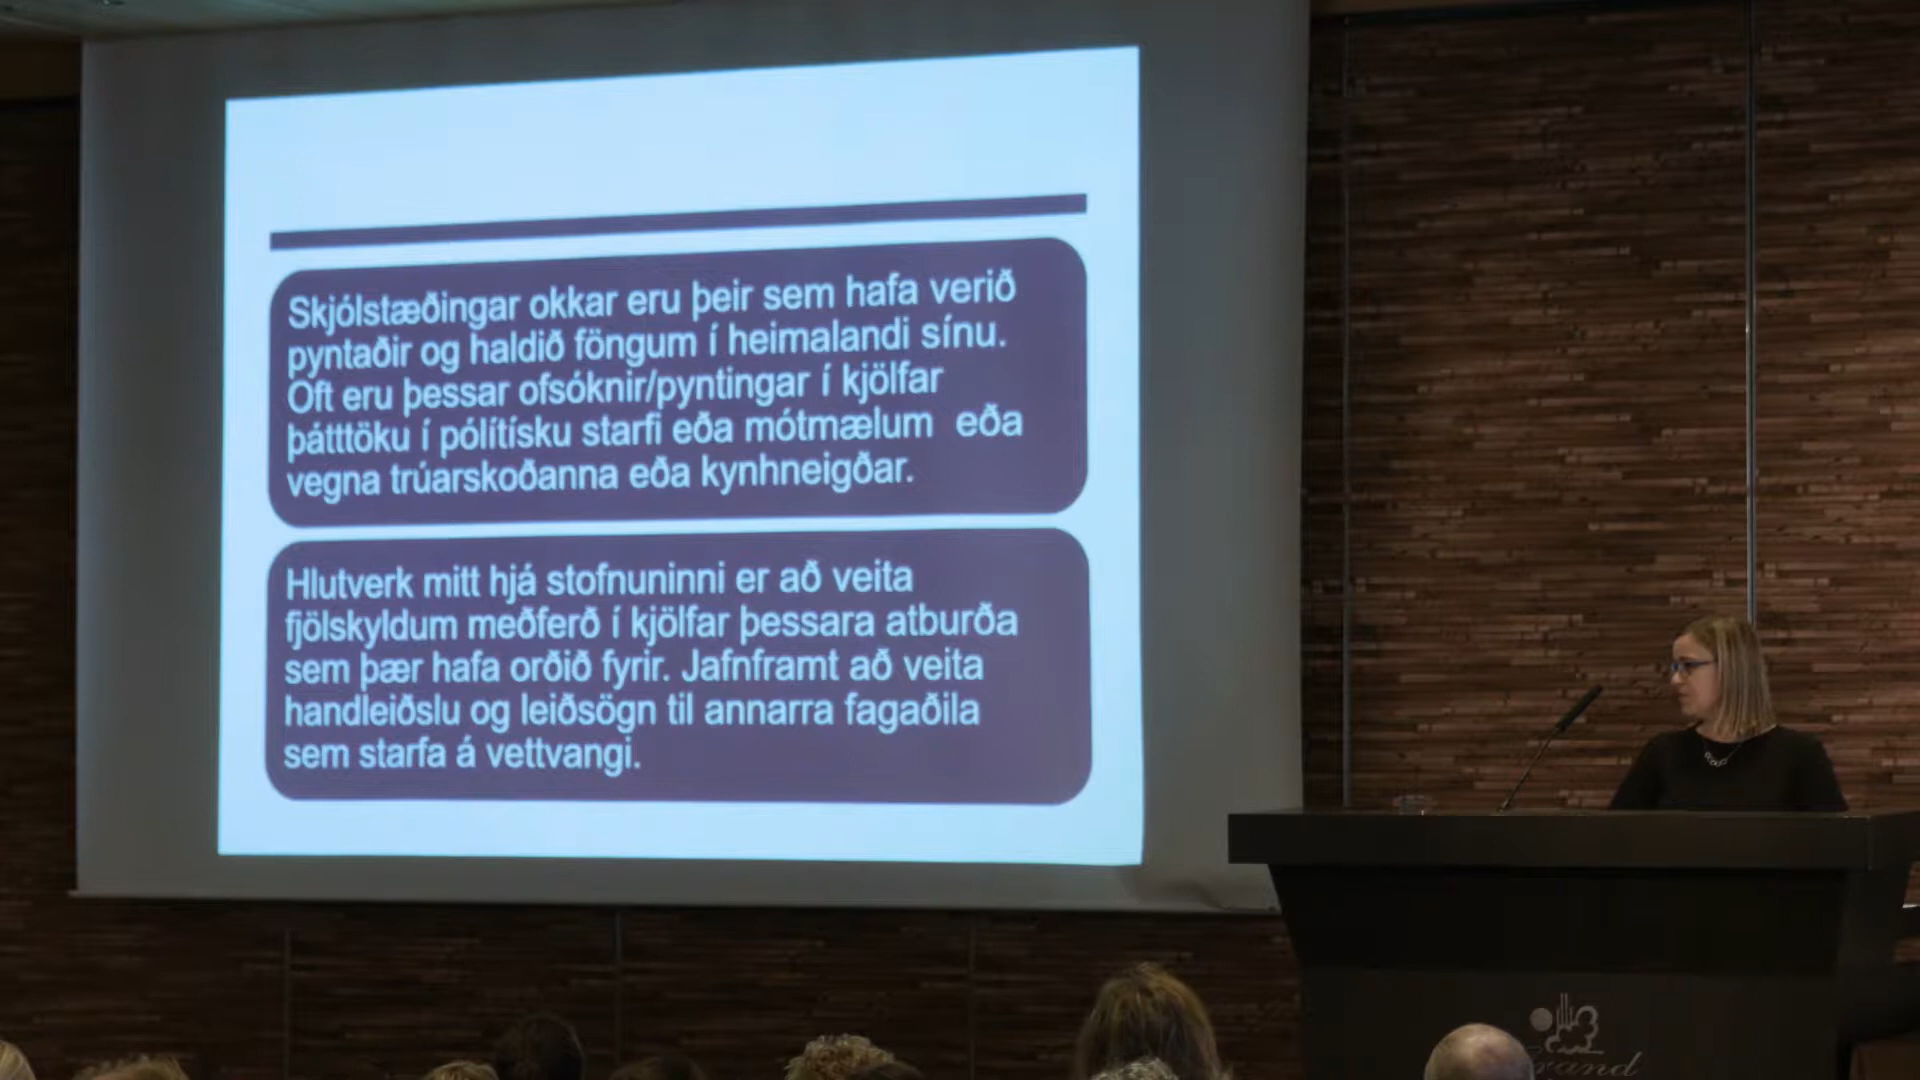 Skjólstæðingar okkar eru þeir sem hafa verið
pyntaðir og haldið föngum í heimalandi sínu.
Oft eru þessar ofsóknir/pyntingar í kjölfar
þátttöku í pólítísku starfi eða mótmælum eða
vegna trúarskoðanna eða kynhneigðar.
Hlutverk mitt hjá stofnuninni er að veita
fjölskyldum meðferð í kjölfar þessara atburða
sem þær hafa orðið fyrir. Jafnframt að veita
handleiðslu og leiðsögn til annarra fagaðila
sem starfa á vettvangi.